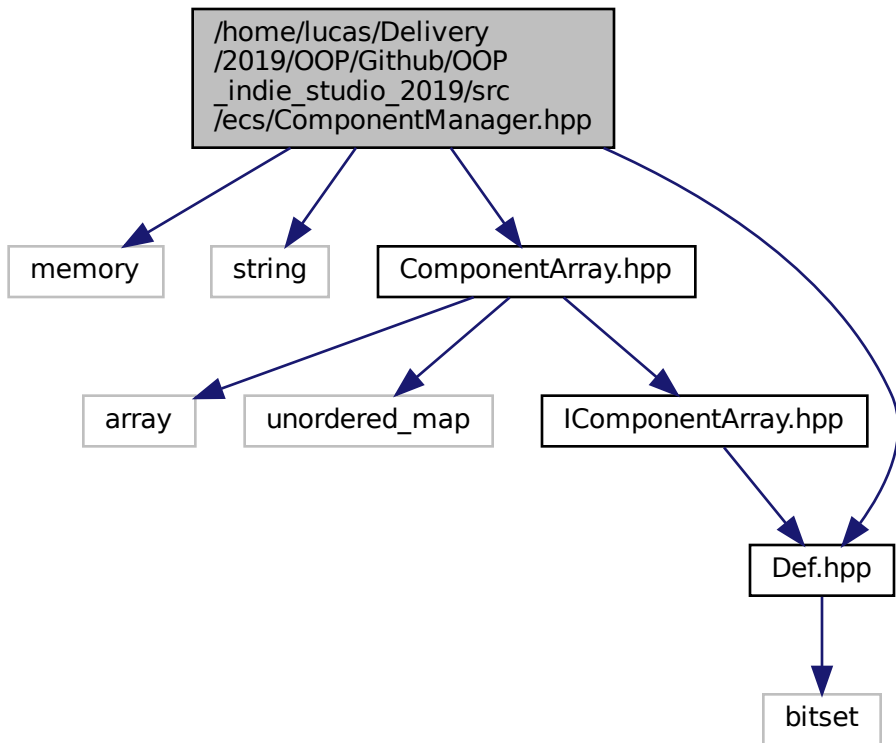 /home/lucas/Delivery
/2019/OOP/Github/OOP
_indie_studio_2019/src
/ecs/ComponentManager.hpp
memory
string
ComponentArray.hpp
array
unordered_map
IComponentArray.hpp
Def.hpp
bitset